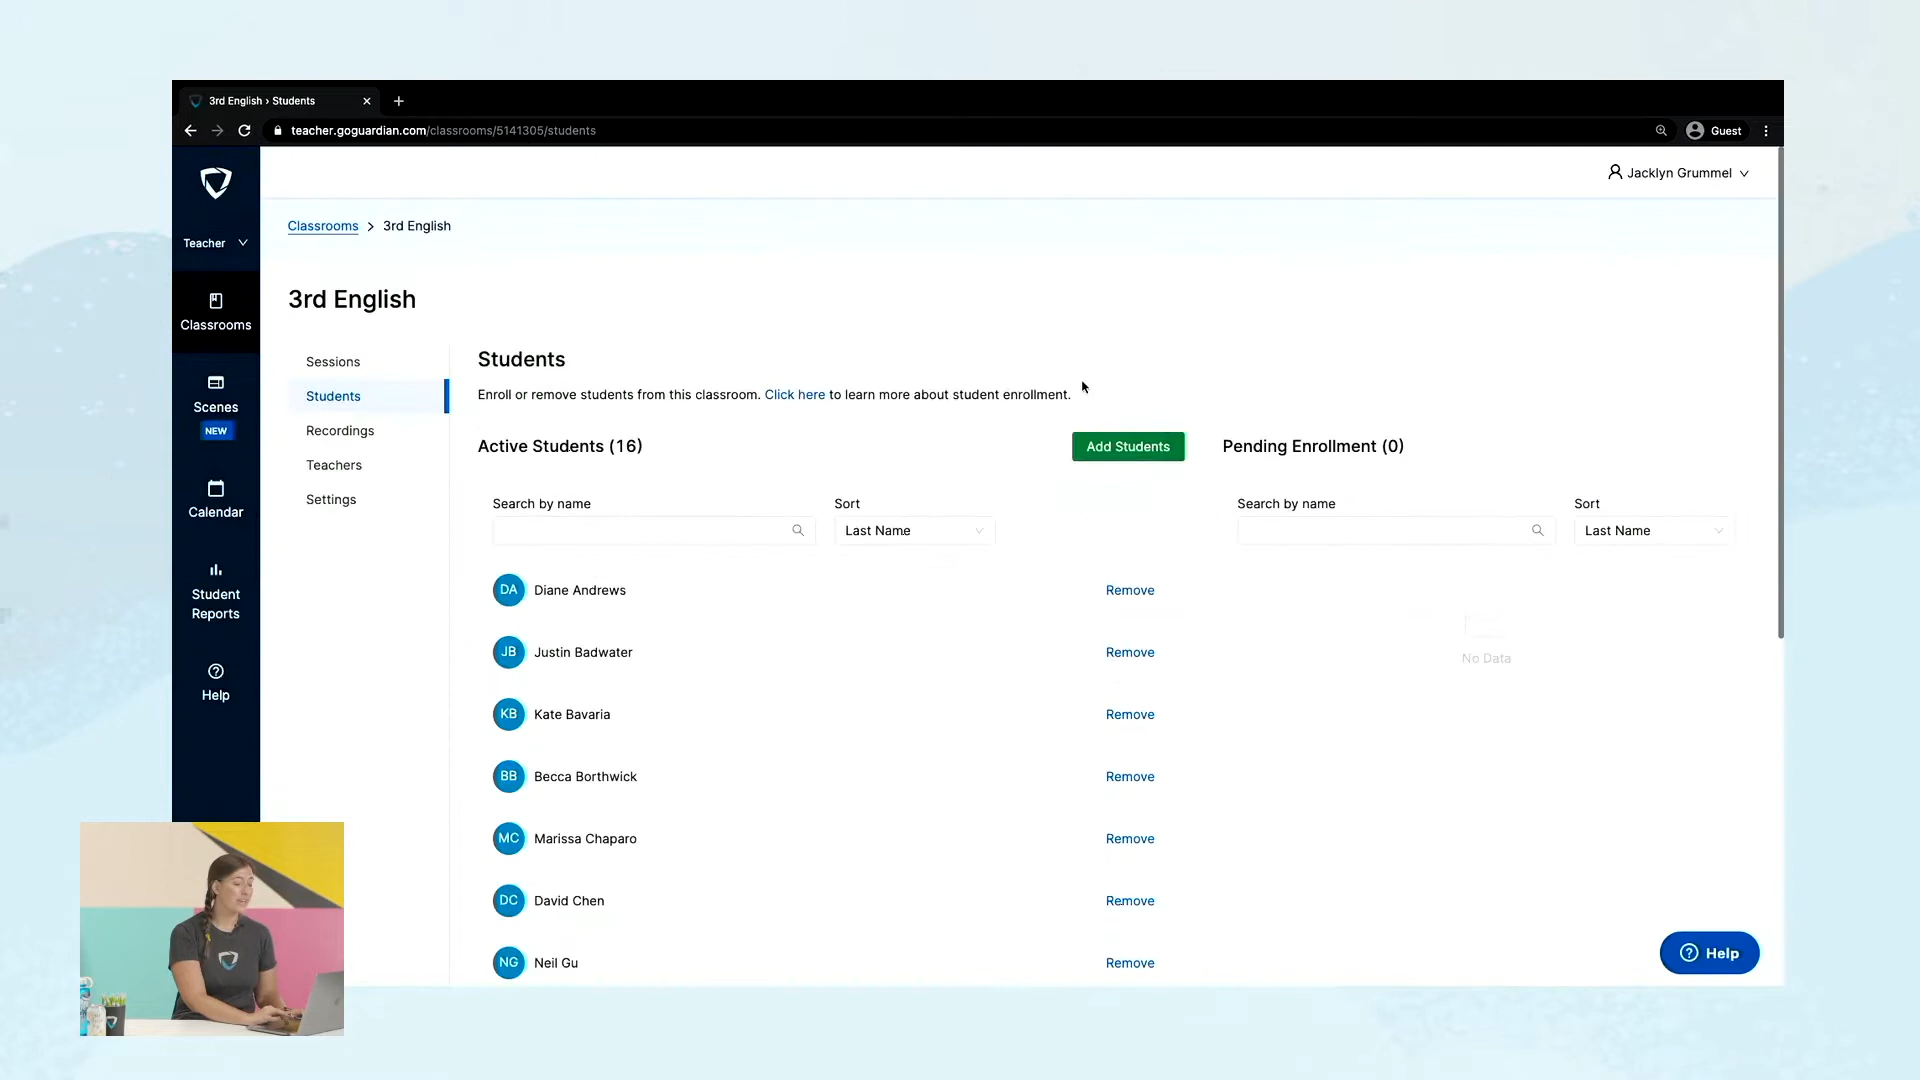 3rd English › Students
teacher.goguardian.com/classrooms/5141305/students
Guest
Jacklyn Grummel
Teacher
Classrooms
Scenes
NEW
Calendar
Student
Reports
Help
Classrooms > 3rd English
3rd English
Sessions
Students
Recordings
Teachers
Settings
Students
Enroll or remove students from this classroom. Click here to learn more about student enrollment.
Active Students (16)
Add Students
Search by name
Sort
Last Name
DA Diane Andrews Remove
JB Justin Badwater Remove
KB Kate Bavaria Remove
BB Becca Borthwick Remove
MC Marissa Chaparo Remove
DC David Chen Remove
NG Neil Gu Remove
Pending Enrollment (0)
Search by name
Sort
Last Name
No Data
Help